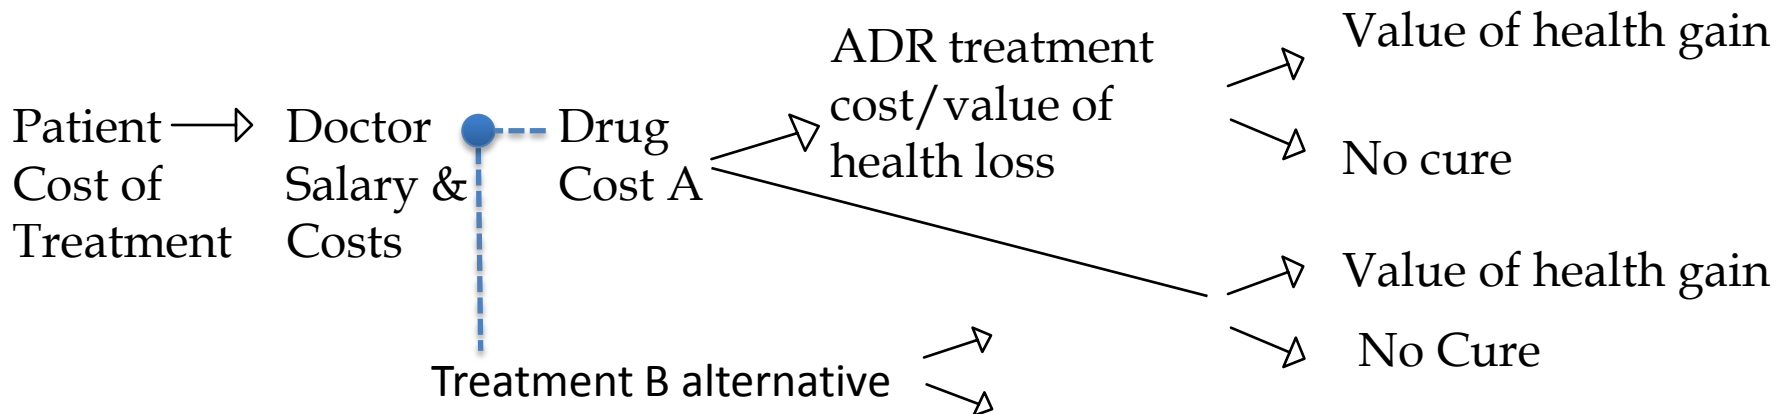 Patient
Cost of
Treatment
Doctor
Salary &
Costs
Drug
Cost A
ADR treatment
cost/value of
health loss
Value of health gain
No cure
Value of health gain
No Cure
Treatment B alternative